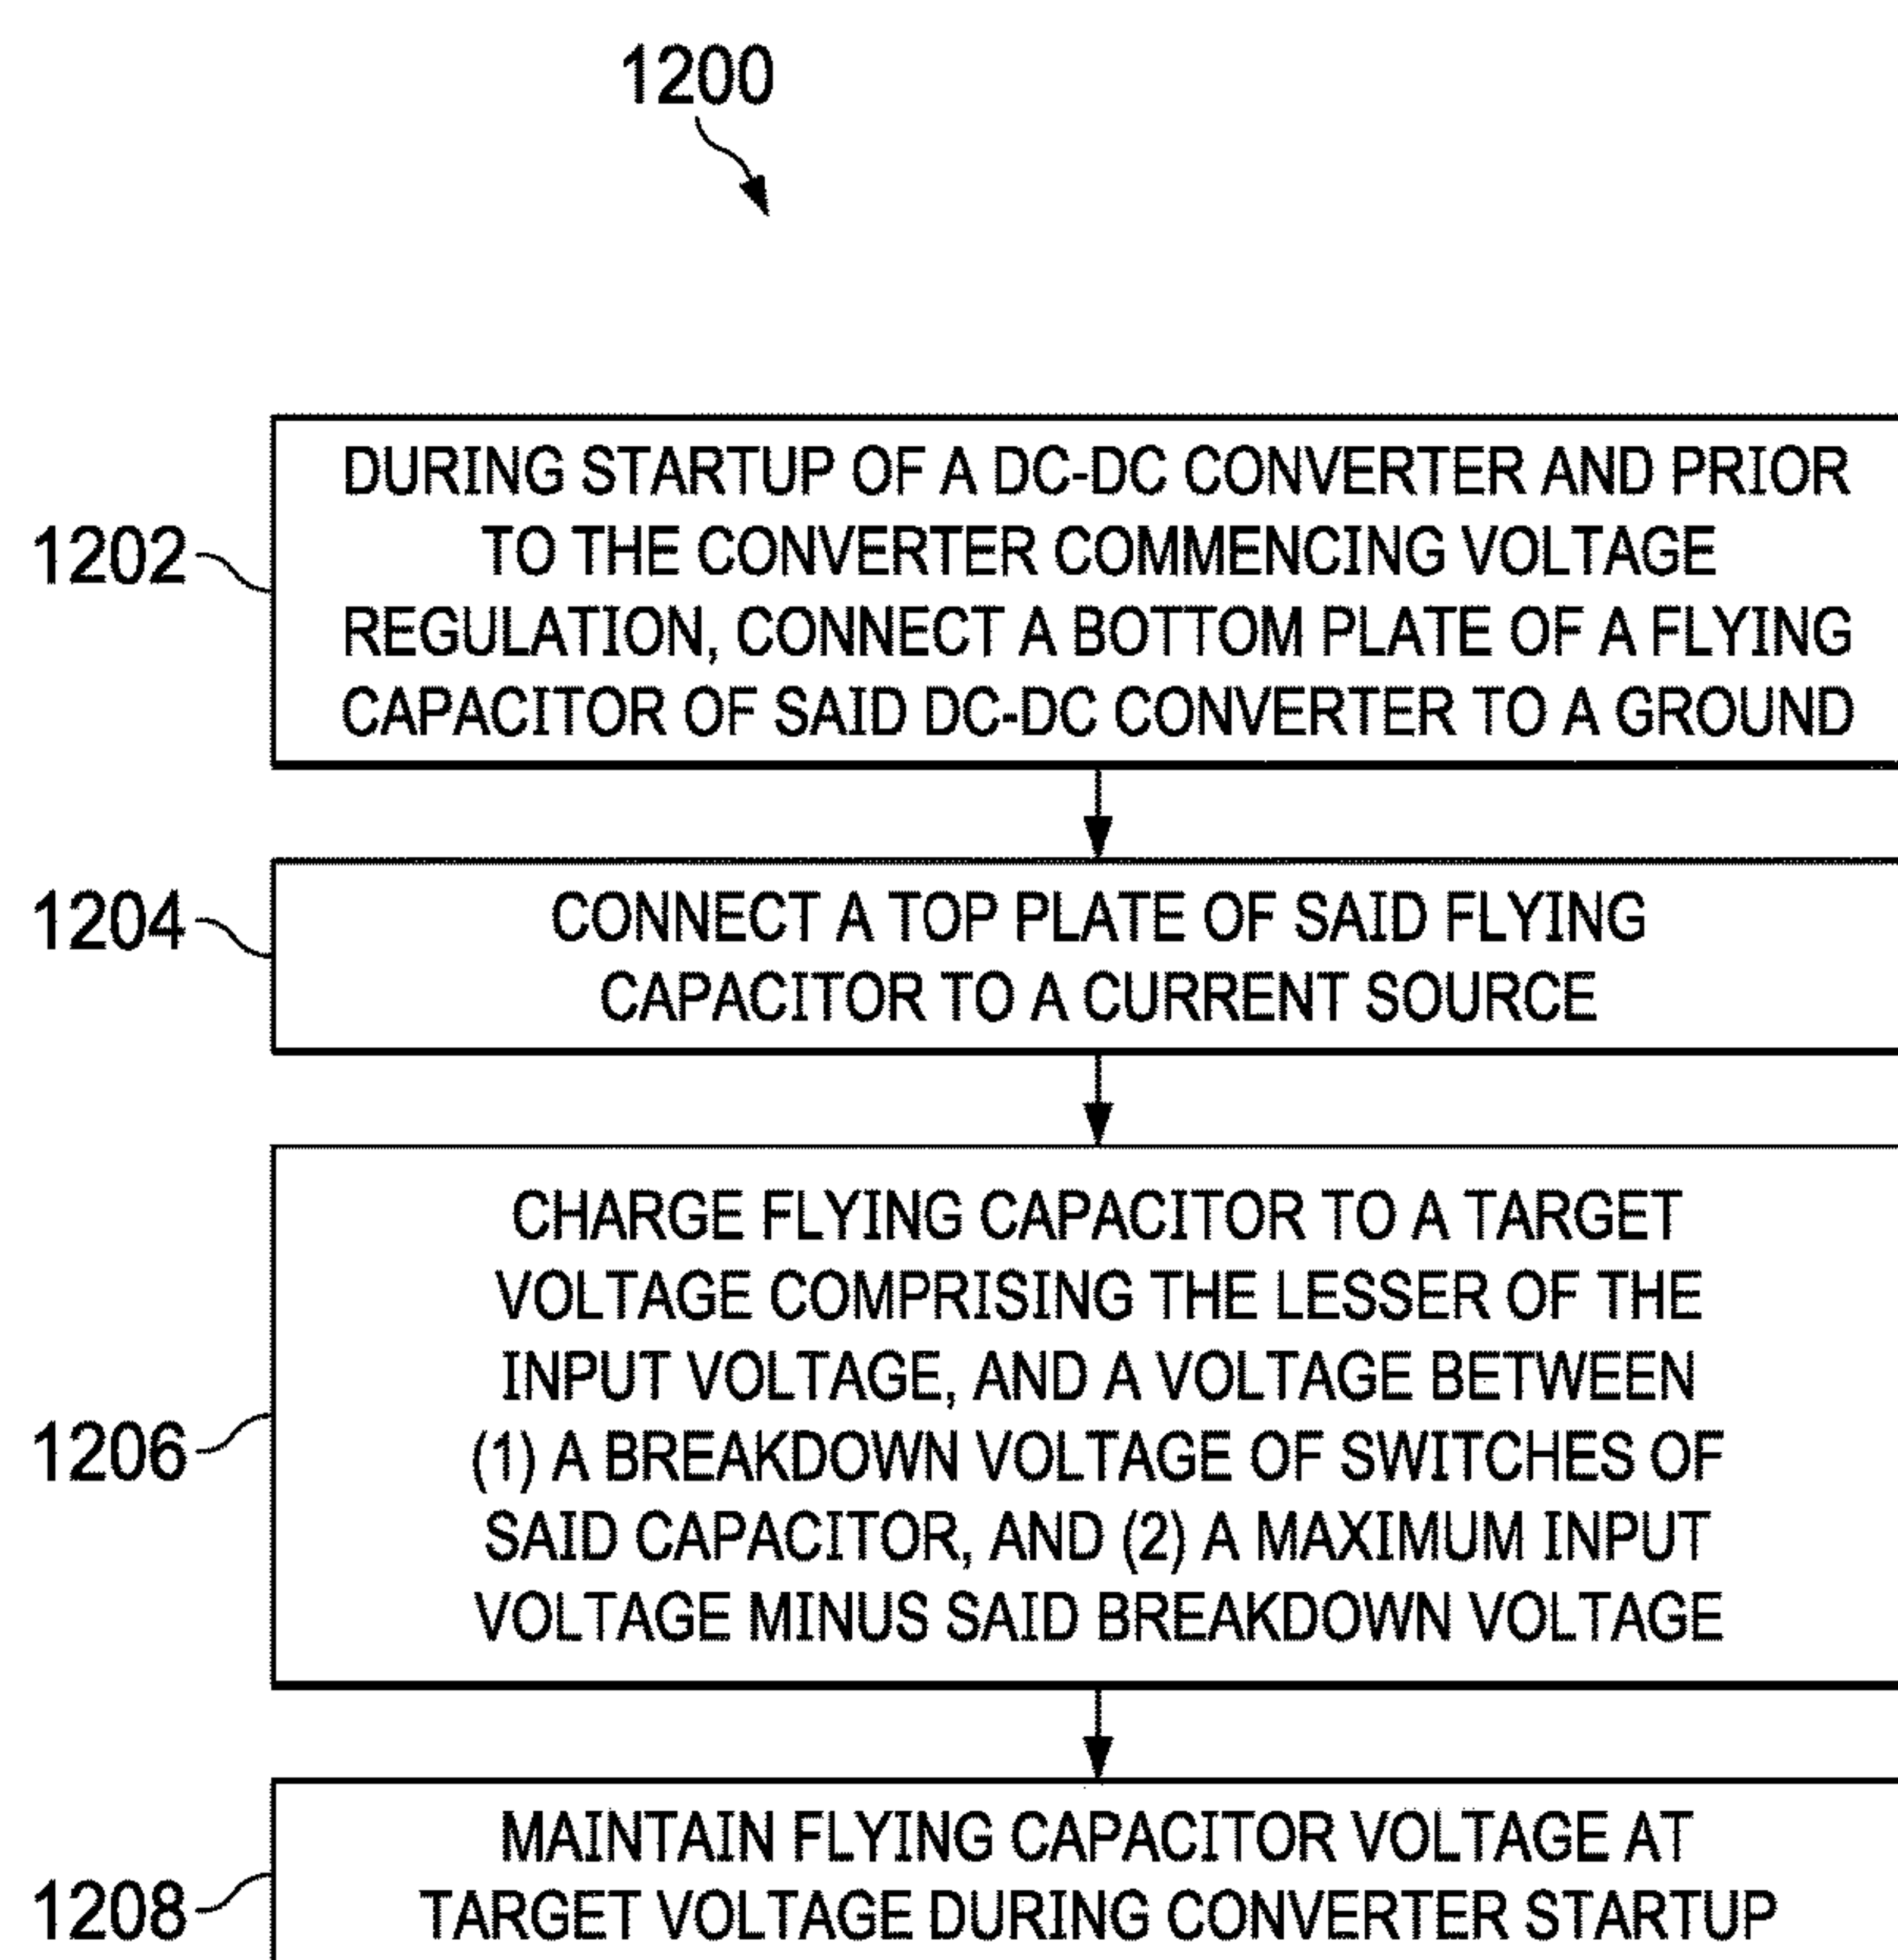 1200
1202
DURING STARTUP OF A DC-DC CONVERTER AND PRIOR
TO THE CONVERTER COMMENCING VOLTAGE
REGULATION, CONNECT A BOTTOM PLATE OF A FLYING
CAPACITOR OF SAID DC-DC CONVERTER TO A GROUND
1204
CONNECT A TOP PLATE OF SAID FLYING
CAPACITOR TO A CURRENT SOURCE
1206
CHARGE FLYING CAPACITOR TO A TARGET
VOLTAGE COMPRISING THE LESSER OF THE
INPUT VOLTAGE, AND A VOLTAGE BETWEEN
(1) A BREAKDOWN VOLTAGE OF SWITCHES OF
SAID CAPACITOR, AND (2) A MAXIMUM INPUT
VOLTAGE MINUS SAID BREAKDOWN VOLTAGE
1208
MAINTAIN FLYING CAPACITOR VOLTAGE AT
TARGET VOLTAGE DURING CONVERTER STARTUP